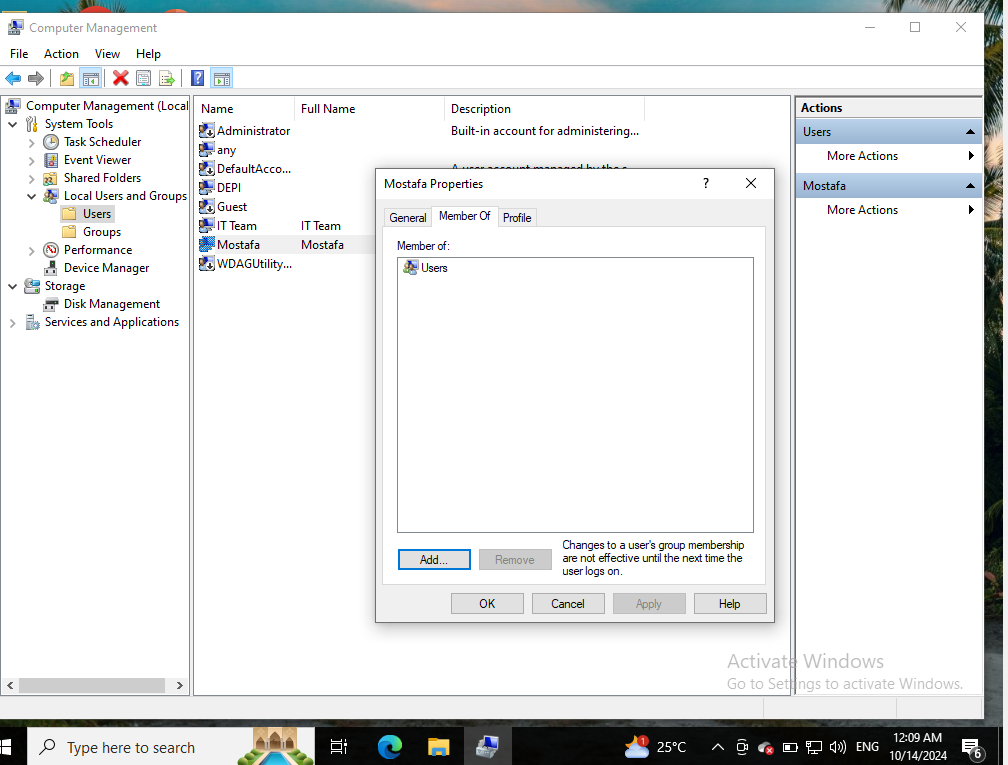 Computer Management
File Action View Help
Computer Management (Local
System Tools
Task Scheduler
Event Viewer
Shared Folders
Local Users and Groups
Users
Groups
Performance
Device Manager
Storage
Disk Management
Services and Applications
Name Full Name Description
Administrator Built-in account for administering...
any
DefaultAcco... A user account managed by the s
DEPI
Guest
IT Team IT Team
Mostafa Mostafa
WDAGUtility...
Mostafa Properties
General Member Of Profile
Member of:
Users
Add... Remove
Changes to a user's group membership
are not effective until the next time the
user logs on.
OK Cancel Apply Help
Actions
Users
More Actions
Mostafa
More Actions
Activate Windows
Go to Settings to activate Windows.
Type here to search
1
25°C
ENG
12:09 AM
10/14/2024
6